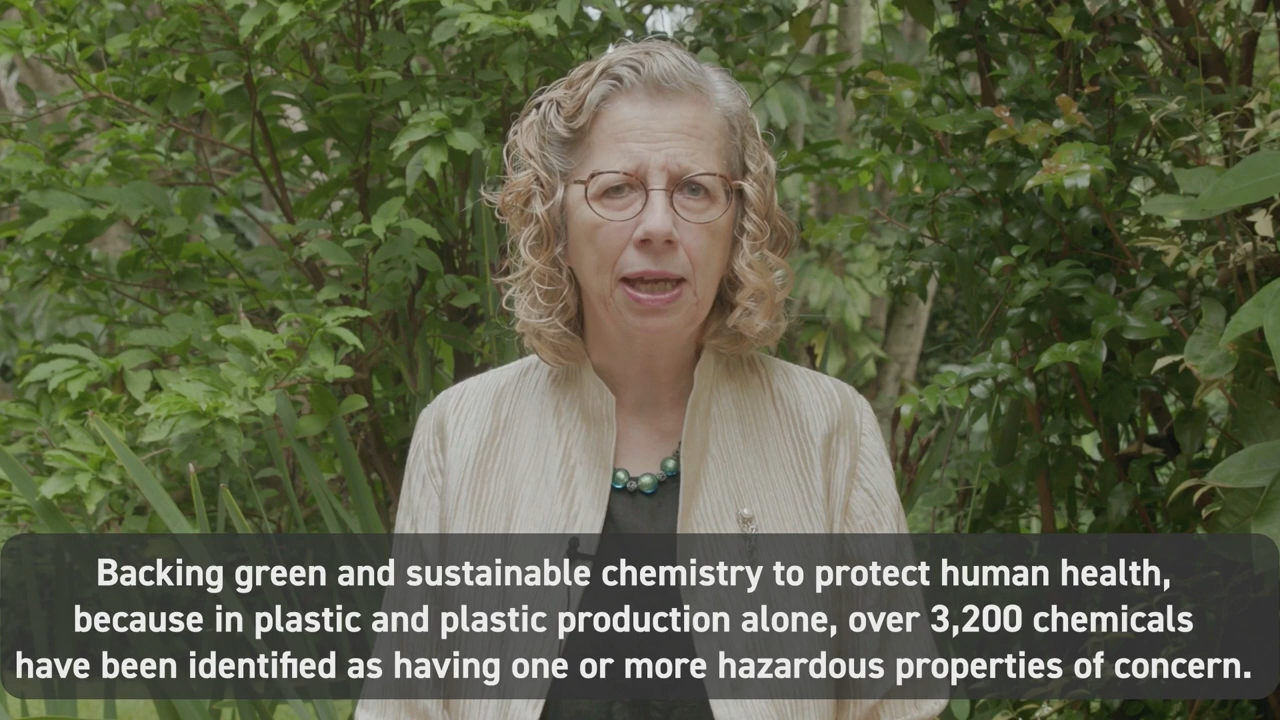 Backing green and sustainable chemistry to protect human health,
because in plastic and plastic production alone, over 3,200 chemicals
have been identified as having one or more hazardous properties of concern.